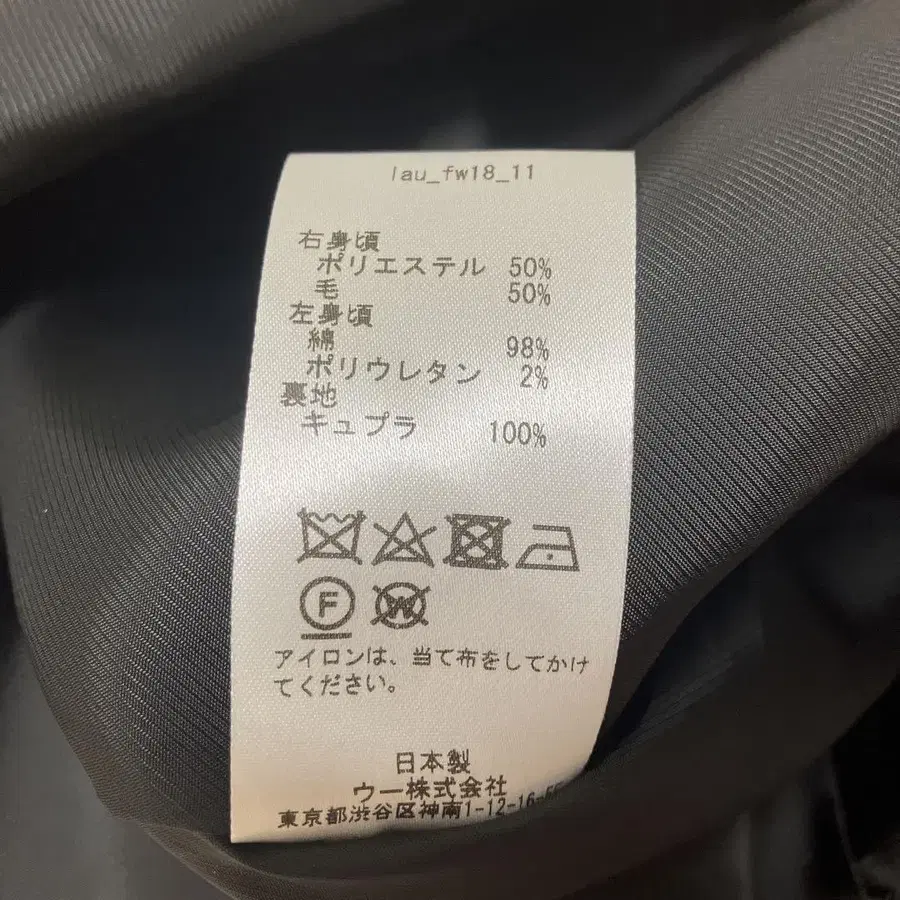 lau_fw18_11
右身頃
ポリエステル 50%
毛 50%
左身頃
綿 98%
ポリウレタン 2%
裏地
キュプラ 100%
F W
アイロンは、当て布をしてかけ
てください。
日本製
ウー株式会社
東京都渋谷区神南1-12-16-